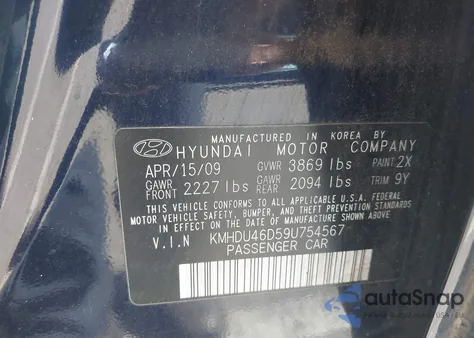 MANUFACTURED IN KOREA BY
HYUNDAI MOTOR COMPANY
APR/15/09 GVWR 3869 lbs PAINT 2X
GAWR FRONT 2227 lbs GAWR REAR 2094 lbs TRIM 9Y
THIS VEHICLE CONFORMS TO ALL APPLICABLE FEDERAL
MOTOR VEHICLE SAFETY, BUMPER, AND THEFT PREVENTION STANDARDS
IN EFFECT ON THE DATE OF MANUFACTURE SHOWN ABOVE.
V.I.N KMHDU46D59U754567
PASSENGER CAR
autoSnap